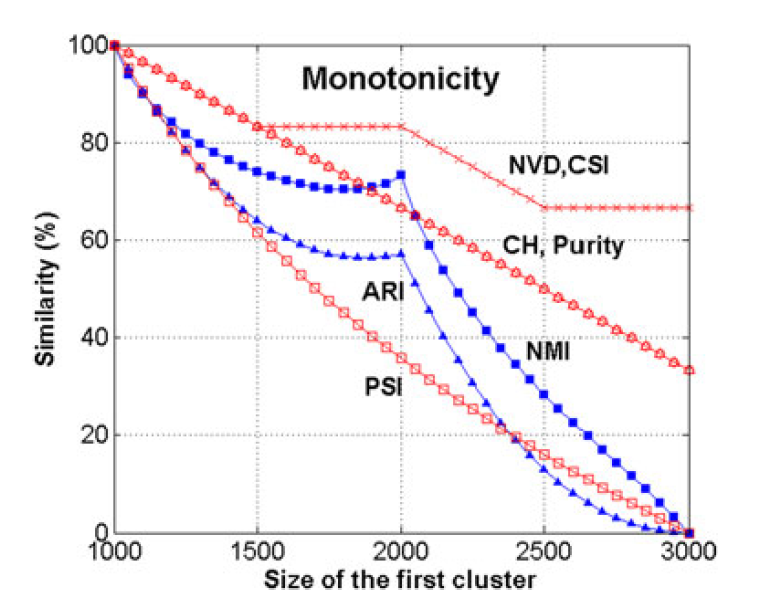 Monotonicity
Similarity (%)
100
80
60
40
20
0
NVD,CSI
CH, Purity
ARI
NMI
PSI
1000 1500 2000 2500 3000
Size of the first cluster